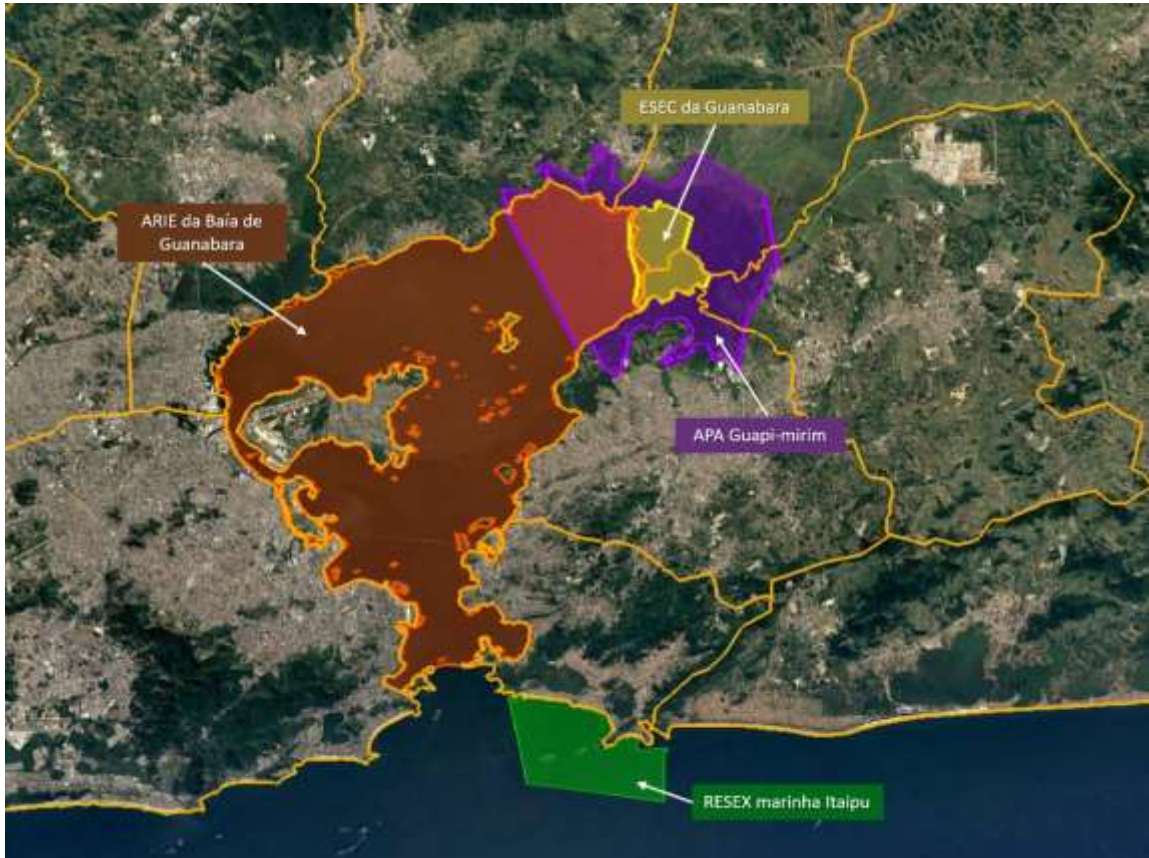 ESEC da Guanabara
ARIE da Baía de
Guanabara
APA Guapi-mirim
RESEX marinha Itaipu